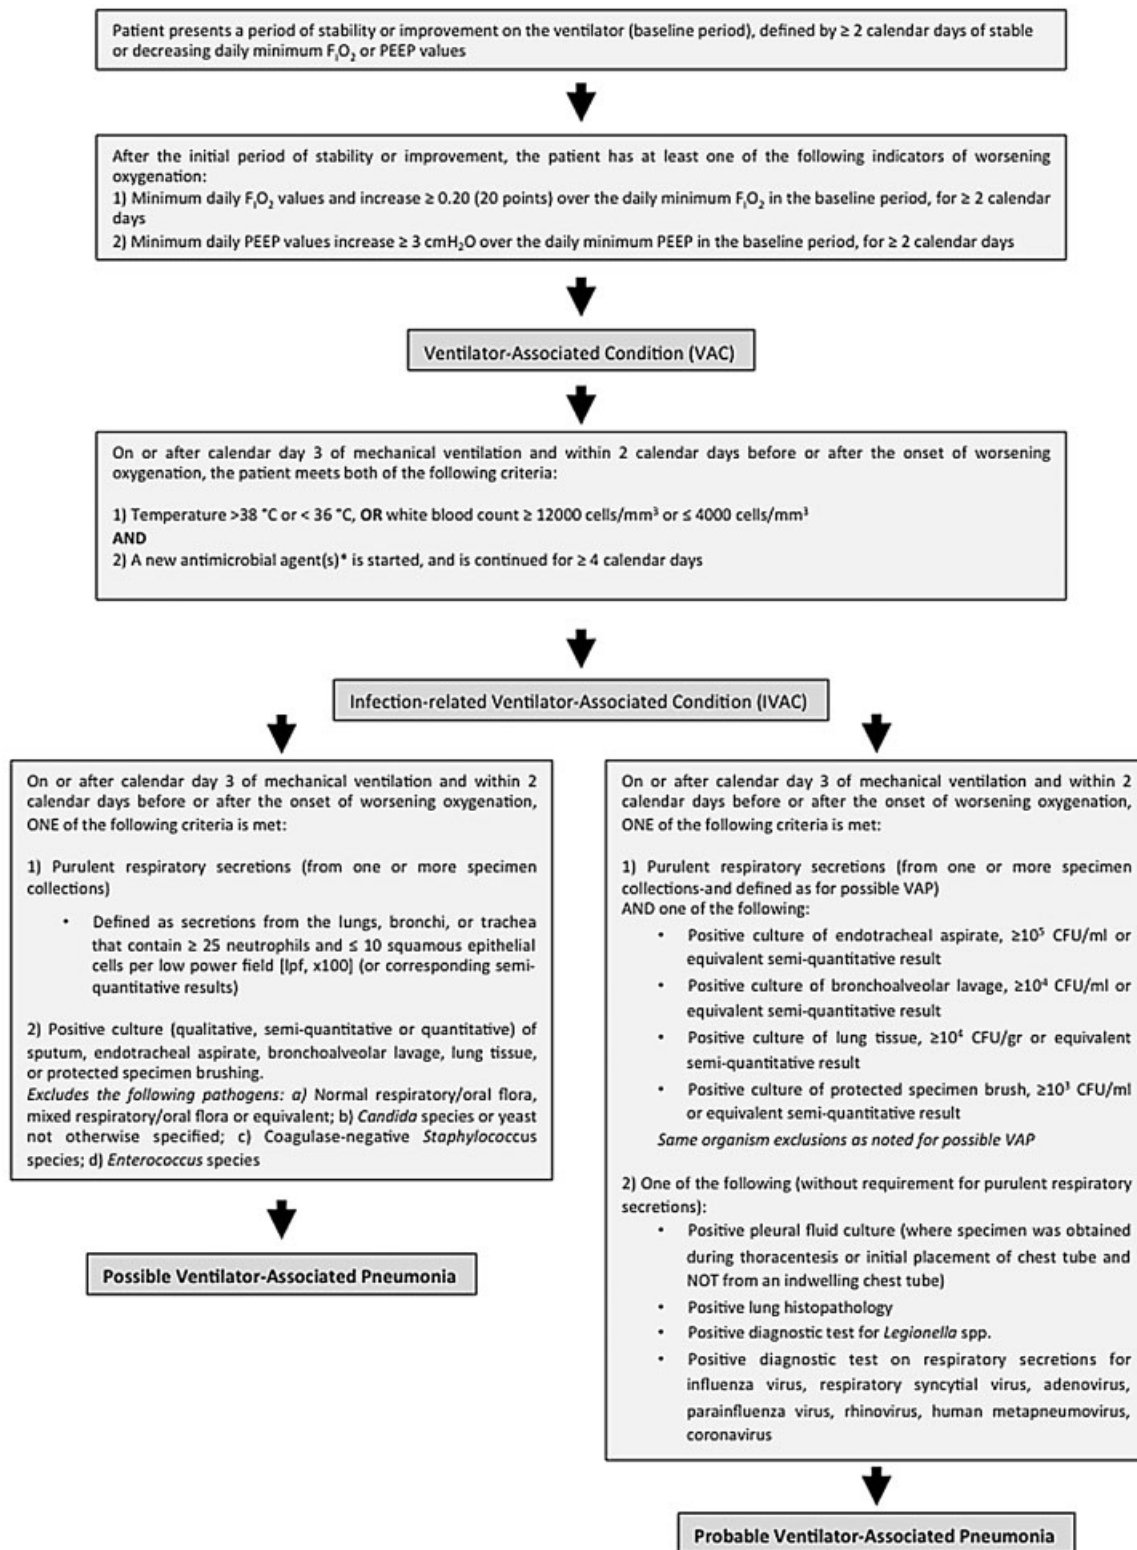 Patient presents a period of stability or improvement on the ventilator (baseline period), defined by ≥ 2 calendar days of stable
or decreasing daily minimum FᵢO₂ or PEEP values
After the initial period of stability or improvement, the patient has at least one of the following indicators of worsening
oxygenation:
1) Minimum daily FᵢO₂ values and increase ≥ 0.20 (20 points) over the daily minimum FᵢO₂ in the baseline period, for ≥ 2 calendar
days
2) Minimum daily PEEP values increase ≥ 3 cmH₂O over the daily minimum PEEP in the baseline period, for ≥ 2 calendar days
Ventilator-Associated Condition (VAC)
On or after calendar day 3 of mechanical ventilation and within 2 calendar days before or after the onset of worsening
oxygenation, the patient meets both of the following criteria:
1) Temperature >38 °C or < 36 °C, OR white blood count ≥ 12000 cells/mm³ or ≤ 4000 cells/mm³
AND
2) A new antimicrobial agent(s)* is started, and is continued for ≥ 4 calendar days
Infection-related Ventilator-Associated Condition (IVAC)
On or after calendar day 3 of mechanical ventilation and within 2
calendar days before or after the onset of worsening oxygenation,
ONE of the following criteria is met:
1) Purulent respiratory secretions (from one or more specimen
collections)
• Defined as secretions from the lungs, bronchi, or trachea
that contain ≥ 25 neutrophils and ≤ 10 squamous epithelial
cells per low power field [lpf, x100] (or corresponding semi-
quantitative results)
2) Positive culture (qualitative, semi-quantitative or quantitative) of
sputum, endotracheal aspirate, bronchoalveolar lavage, lung tissue,
or protected specimen brushing.
Excludes the following pathogens: a) Normal respiratory/oral flora,
mixed respiratory/oral flora or equivalent; b) Candida species or yeast
not otherwise specified; c) Coagulase-negative Staphylococcus
species; d) Enterococcus species
Possible Ventilator-Associated Pneumonia
On or after calendar day 3 of mechanical ventilation and within 2
calendar days before or after the onset of worsening oxygenation,
ONE of the following criteria is met:
1) Purulent respiratory secretions (from one or more specimen
collections-and defined as for possible VAP)
AND one of the following:
• Positive culture of endotracheal aspirate, ≥10⁵ CFU/ml or
equivalent semi-quantitative result
• Positive culture of bronchoalveolar lavage, ≥10⁴ CFU/ml or
equivalent semi-quantitative result
• Positive culture of lung tissue, ≥10⁴ CFU/gr or equivalent
semi-quantitative result
• Positive culture of protected specimen brush, ≥10³ CFU/ml
or equivalent semi-quantitative result
Same organism exclusions as noted for possible VAP
2) One of the following (without requirement for purulent respiratory
secretions):
• Positive pleural fluid culture (where specimen was obtained
during thoracentesis or initial placement of chest tube and
NOT from an indwelling chest tube)
• Positive lung histopathology
• Positive diagnostic test for Legionella spp.
• Positive diagnostic test on respiratory secretions for
influenza virus, respiratory syncytial virus, adenovirus,
parainfluenza virus, rhinovirus, human metapneumovirus,
coronavirus
Probable Ventilator-Associated Pneumonia